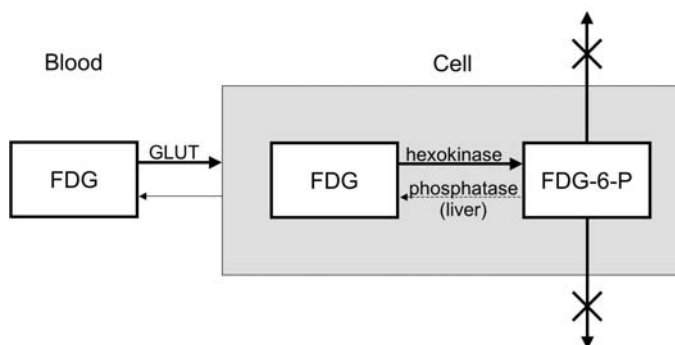 Blood
Cell
FDG
GLUT
FDG
hexokinase
phosphatase
(liver)
FDG-6-P